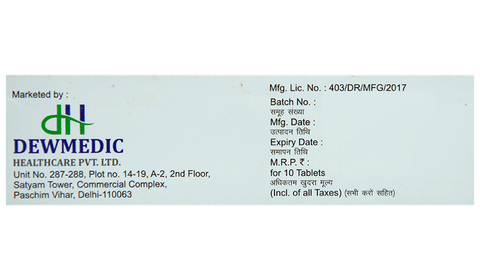 Marketed by :
dH
DEWMEDIC
HEALTHCARE PVT. LTD.
Unit No. 287-288, Plot no. 14-19, A-2, 2nd Floor,
Satyam Tower, Commercial Complex,
Paschim Vihar, Delhi-110063
Mfg. Lic. No. : 403/DR/MFG/2017
Batch No. :
समूह संख्या
Mfg. Date :
उत्पादन तिथि
Expiry Date :
समापन तिथि
M.R.P. ₹ :
for 10 Tablets
अधिकतम खुदरा मूल्य
(Incl. of all Taxes) (सभी करों सहित)